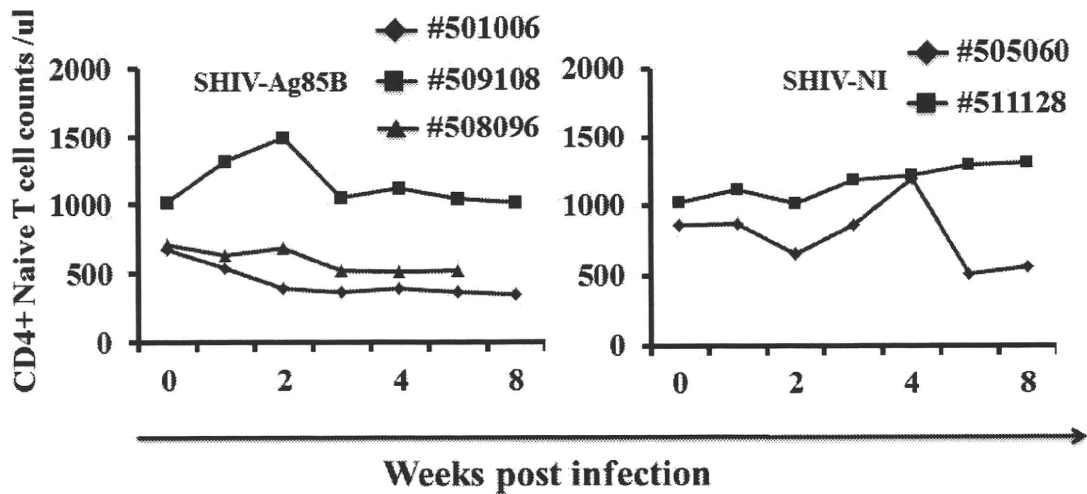 CD4+ Naive T cell counts /ul
#501006
#509108
#508096
SHIV-Ag85B
2000
1500
1000
500
0
0 2 4 8
#505060
#511128
SHIV-NI
2000
1500
1000
500
0
0 2 4 8
Weeks post infection